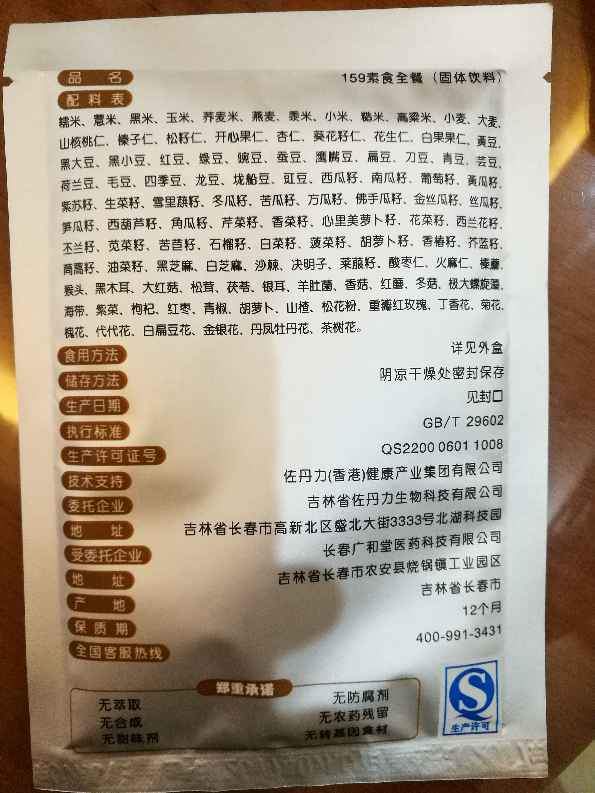 品名 159素食全餐（固体饮料）
配料表
糯米、薏米、黑米、玉米、荞麦米、燕麦、黍米、小米、糙米、高粱米、小麦、大麦、
山核桃仁、榛子仁、松籽仁、开心果仁、杏仁、葵花籽仁、花生仁、白果果仁、黄豆、
黑大豆、黑小豆、红豆、绿豆、豌豆、蚕豆、鹰嘴豆、扁豆、刀豆、青豆、芸豆、
荷兰豆、毛豆、四季豆、龙豆、垅船豆、豇豆、西瓜籽、南瓜籽、葡萄籽、黄瓜籽、
紫苏籽、生菜籽、雪里蕻籽、冬瓜籽、苦瓜籽、方瓜籽、佛手瓜籽、金丝瓜籽、丝瓜籽、
笋瓜籽、西葫芦籽、角瓜籽、芹菜籽、香菜籽、心里美萝卜籽、花菜籽、西兰花籽、
丕兰籽、苋菜籽、苦苣籽、石榴籽、白菜籽、菠菜籽、胡萝卜籽、香椿籽、芥蓝籽、
茼蒿籽、油菜籽、黑芝麻、白芝麻、沙棘、决明子、莱菔籽、酸枣仁、火麻仁、榛蘑、
猴头、黑木耳、大红菇、松茸、茯苓、银耳、羊肚菌、香菇、红蘑、冬菇、极大螺旋藻、
海带、紫菜、枸杞、红枣、青椒、胡萝卜、山楂、松花粉、重瓣红玫瑰、丁香花、菊花、
槐花、代代花、白扁豆花、金银花、丹凤牡丹花、茶树花。
食用方法 详见外盒
储存方法 阴凉干燥处密封保存
生产日期 见封口
执行标准 GB/T 29602
生产许可证号 QS2200 0601 1008
技术支持 佐丹力(香港)健康产业集团有限公司
委托企业 吉林省佐丹力生物科技有限公司
地址 吉林省长春市高新北区盛北大街3333号北湖科技园
受委托企业 长春广和堂医药科技有限公司
地址 吉林省长春市农安县烧锅镇工业园区
产地 吉林省长春市
保质期 12个月
全国客服热线 400-991-3431
郑重承诺
无萃取 无防腐剂
无合成 无农药残留
无甜味剂 无转基因食材
生产许可